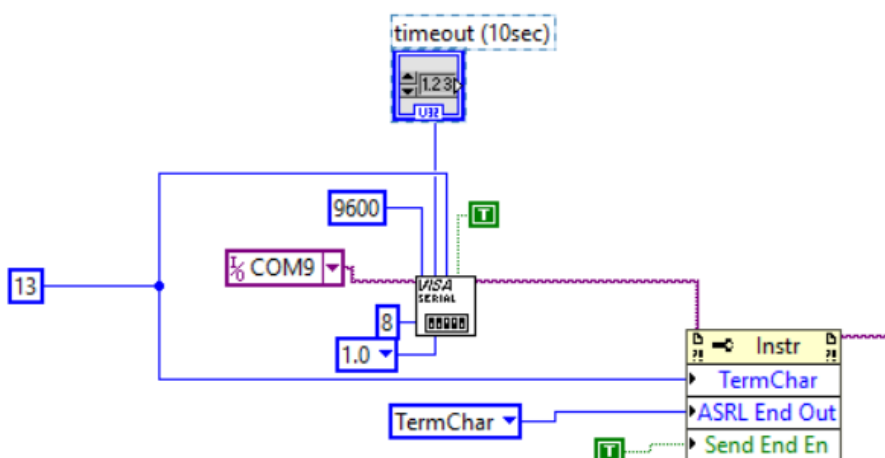 timeout (10sec)
1.23
U32
9600
T
I/O COM9
13
VISA
SERIAL
8
1.0
Instr
TermChar
TermChar
ASRL End Out
T
Send End En